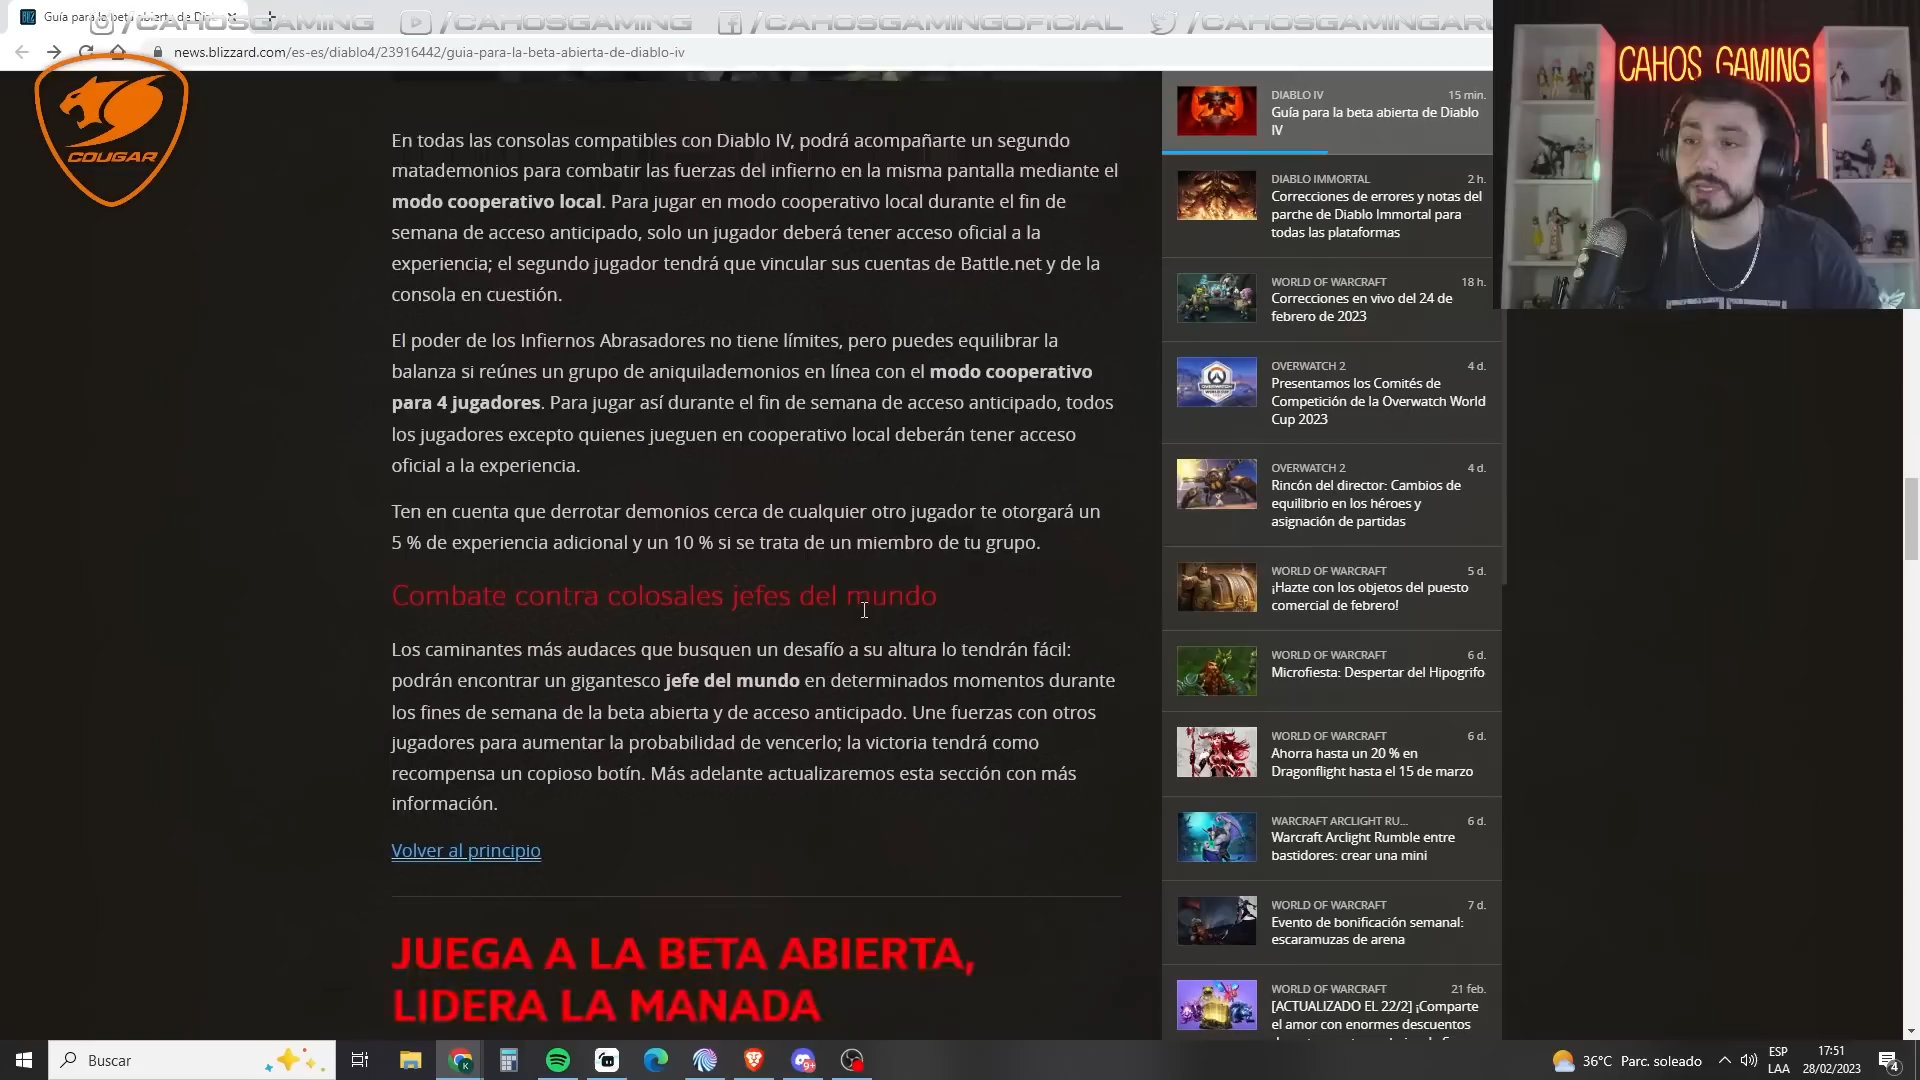 Guía para la beta abierta de Diab
/CAHOSGAMING
/CAHOSGAMING
/CAHOSGAMINGOFICIAL
/CAHOSGAMINGARG
news.blizzard.com/es-es/diablo4/23916442/guia-para-la-beta-abierta-de-diablo-iv
COUGAR
CAHOS GAMING
En todas las consolas compatibles con Diablo IV, podrá acompañarte un segundo
matademonios para combatir las fuerzas del infierno en la misma pantalla mediante el
modo cooperativo local. Para jugar en modo cooperativo local durante el fin de
semana de acceso anticipado, solo un jugador deberá tener acceso oficial a la
experiencia; el segundo jugador tendrá que vincular sus cuentas de Battle.net y de la
consola en cuestión.
El poder de los Infiernos Abrasadores no tiene límites, pero puedes equilibrar la
balanza si reúnes un grupo de aniquilademonios en línea con el modo cooperativo
para 4 jugadores. Para jugar así durante el fin de semana de acceso anticipado, todos
los jugadores excepto quienes jueguen en cooperativo local deberán tener acceso
oficial a la experiencia.
Ten en cuenta que derrotar demonios cerca de cualquier otro jugador te otorgará un
5 % de experiencia adicional y un 10 % si se trata de un miembro de tu grupo.
Combate contra colosales jefes del mundo
Los caminantes más audaces que busquen un desafío a su altura lo tendrán fácil:
podrán encontrar un gigantesco jefe del mundo en determinados momentos durante
los fines de semana de la beta abierta y de acceso anticipado. Une fuerzas con otros
jugadores para aumentar la probabilidad de vencerlo; la victoria tendrá como
recompensa un copioso botín. Más adelante actualizaremos esta sección con más
información.
Volver al principio
JUEGA A LA BETA ABIERTA,
LIDERA LA MANADA
DIABLO IV 15 min.
Guía para la beta abierta de Diablo
IV
DIABLO IMMORTAL 2 h.
Correcciones de errores y notas del
parche de Diablo Immortal para
todas las plataformas
WORLD OF WARCRAFT 18 h.
Correcciones en vivo del 24 de
febrero de 2023
OVERWATCH 2 4 d.
Presentamos los Comités de
Competición de la Overwatch World
Cup 2023
OVERWATCH 2 4 d.
Rincón del director: Cambios de
equilibrio en los héroes y
asignación de partidas
WORLD OF WARCRAFT 5 d.
¡Hazte con los objetos del puesto
comercial de febrero!
WORLD OF WARCRAFT 6 d.
Microfiesta: Despertar del Hipogrifo
WORLD OF WARCRAFT 6 d.
Ahorra hasta un 20 % en
Dragonflight hasta el 15 de marzo
WARCRAFT ARCLIGHT RU... 6 d.
Warcraft Arclight Rumble entre
bastidores: crear una mini
WORLD OF WARCRAFT 7 d.
Evento de bonificación semanal:
escaramuzas de arena
WORLD OF WARCRAFT 21 feb.
[ACTUALIZADO EL 22/2] ¡Comparte
el amor con enormes descuentos
Buscar
36°C Parc. soleado
ESP
LAA
17:51
28/02/2023
4